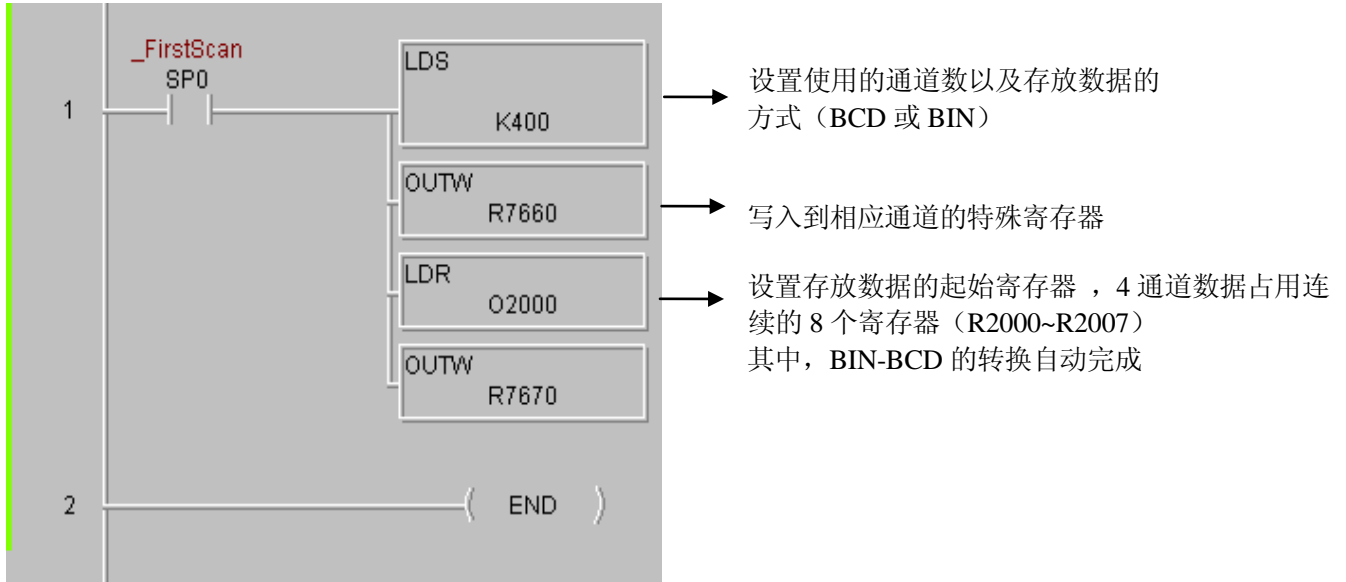 _FirstScan
SP0
1
LDS
K400
设置使用的通道数以及存放数据的
方式（BCD 或 BIN）
OUTW
R7660
写入到相应通道的特殊寄存器
LDR
O2000
设置存放数据的起始寄存器 ，4 通道数据占用连
续的 8 个寄存器（R2000~R2007）
其中，BIN-BCD 的转换自动完成
OUTW
R7670
2
( END )